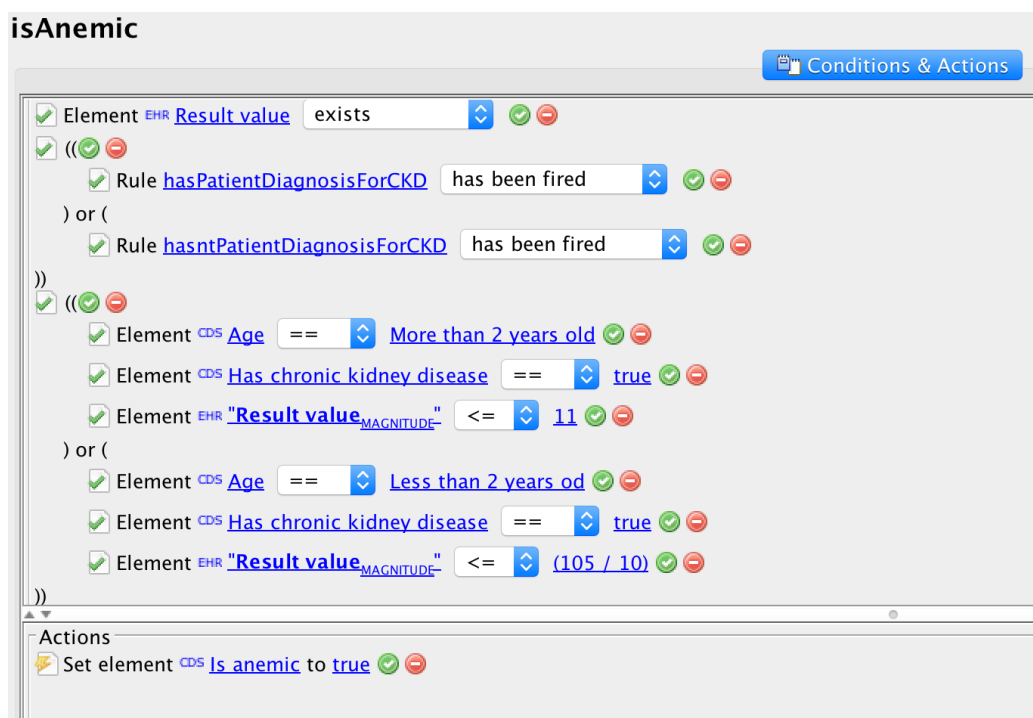 isAnemic
Conditions & Actions
Element EHR Result value exists
((
Rule hasPatientDiagnosisForCKD has been fired
) or (
Rule hasntPatientDiagnosisForCKD has been fired
))
((
Element CDS Age == More than 2 years old
Element CDS Has chronic kidney disease == true
Element EHR "Result valueMAGNITUDE" <= 11
) or (
Element CDS Age == Less than 2 years od
Element CDS Has chronic kidney disease == true
Element EHR "Result valueMAGNITUDE" <= (105 / 10)
))
Actions
Set element CDS Is anemic to true